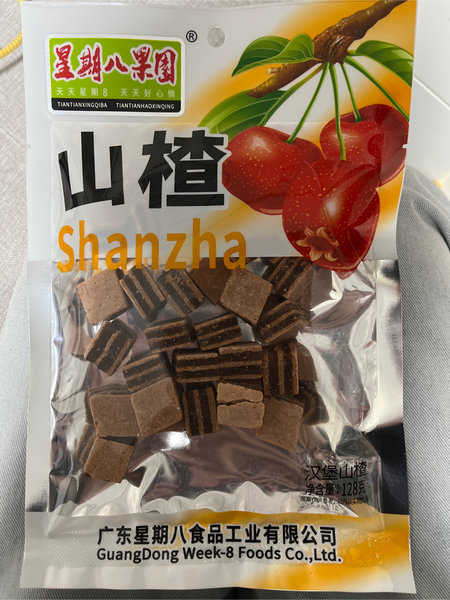 星期八果园®
天天星期8 天天好心情
TIANTIANXINGQIBA TIANTIANHAOXINQING
山楂
Shanzha
汉堡山楂
净含量:128克
广东星期八食品工业有限公司
GuangDong Week-8 Foods Co.,Ltd.